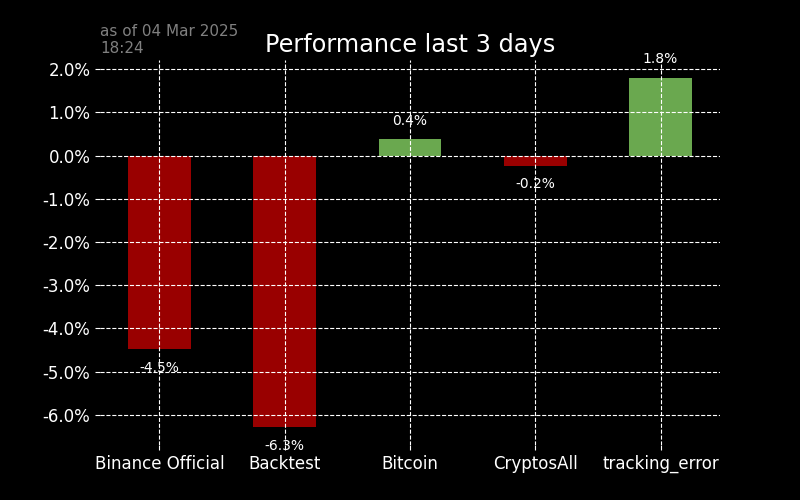 as of 04 Mar 2025
18:24
Performance last 3 days
2.0%
1.0%
0.0%
-1.0%
-2.0%
-3.0%
-4.0%
-5.0%
-6.0%
-4.5%
-6.3%
0.4%
-0.2%
1.8%
Binance Official
Backtest
Bitcoin
CryptosAll
tracking_error